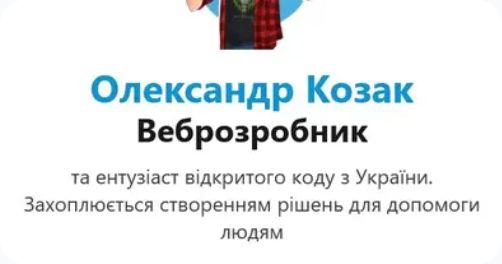 Олександр Козак
Веброзробник
та ентузіаст відкритого коду з України.
Захоплюється створенням рішень для допомоги
людям